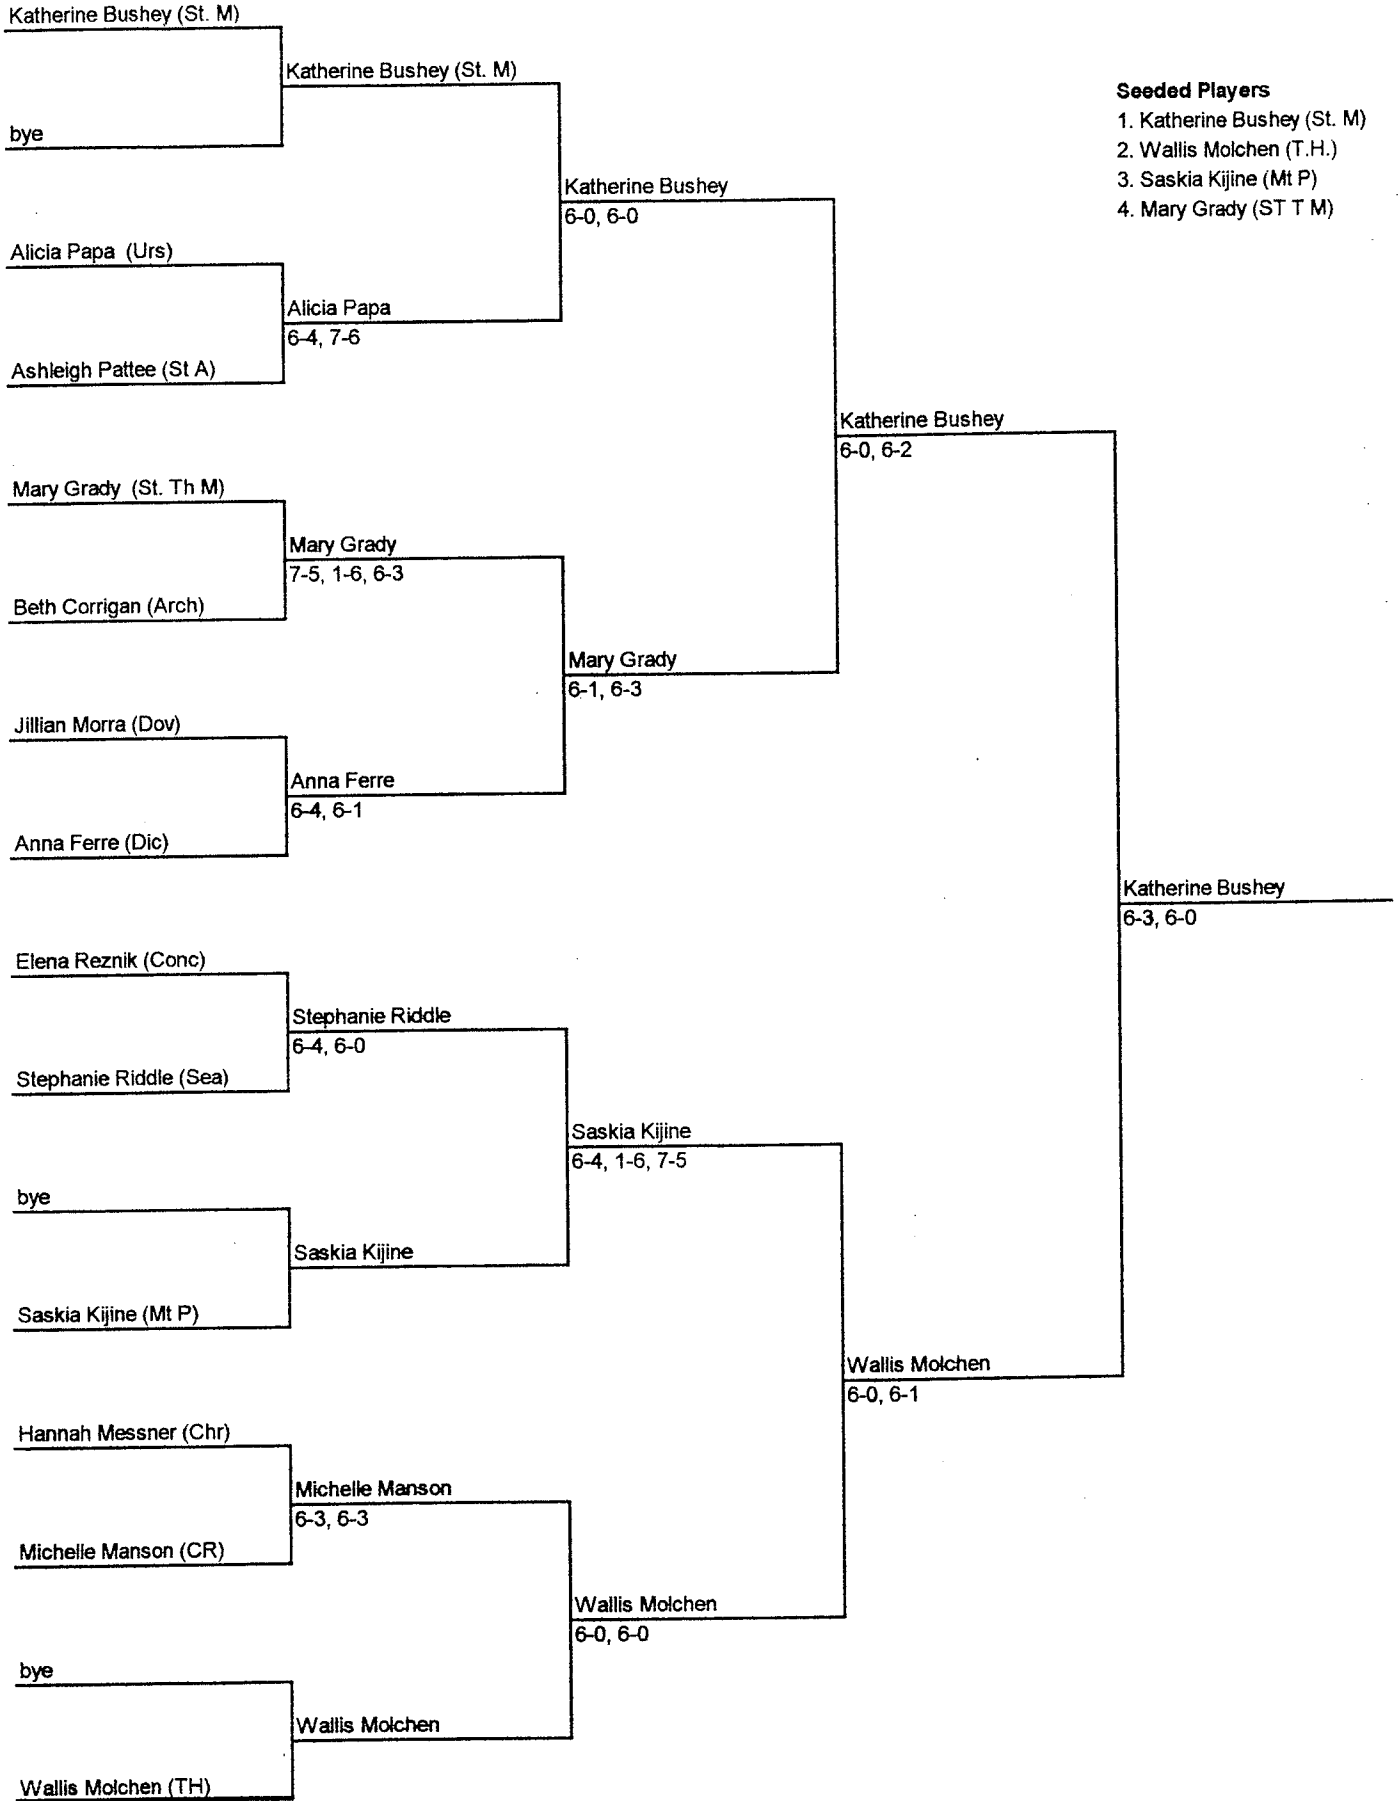 Katherine Bushey (St. M)
bye
Alicia Papa (Urs)
Ashleigh Pattee (St A)
Mary Grady (St. Th M)
Beth Corrigan (Arch)
Jillian Morra (Dov)
Anna Ferre (Dic)
Elena Reznik (Conc)
Stephanie Riddle (Sea)
bye
Saskia Kijine (Mt P)
Hannah Messner (Chr)
Michelle Manson (CR)
bye
Wallis Molchen (TH)
Katherine Bushey (St. M)
Alicia Papa
6-4, 7-6
Mary Grady
7-5, 1-6, 6-3
Anna Ferre
6-4, 6-1
Stephanie Riddle
6-4, 6-0
Saskia Kijine
Michelle Manson
6-3, 6-3
Wallis Molchen
Katherine Bushey
6-0, 6-0
Mary Grady
6-1, 6-3
Saskia Kijine
6-4, 1-6, 7-5
Wallis Molchen
6-0, 6-0
Katherine Bushey
6-0, 6-2
Wallis Molchen
6-0, 6-1
Katherine Bushey
6-3, 6-0
Seeded Players
1. Katherine Bushey (St. M)
2. Wallis Molchen (T.H.)
3. Saskia Kijine (Mt P)
4. Mary Grady (ST T M)